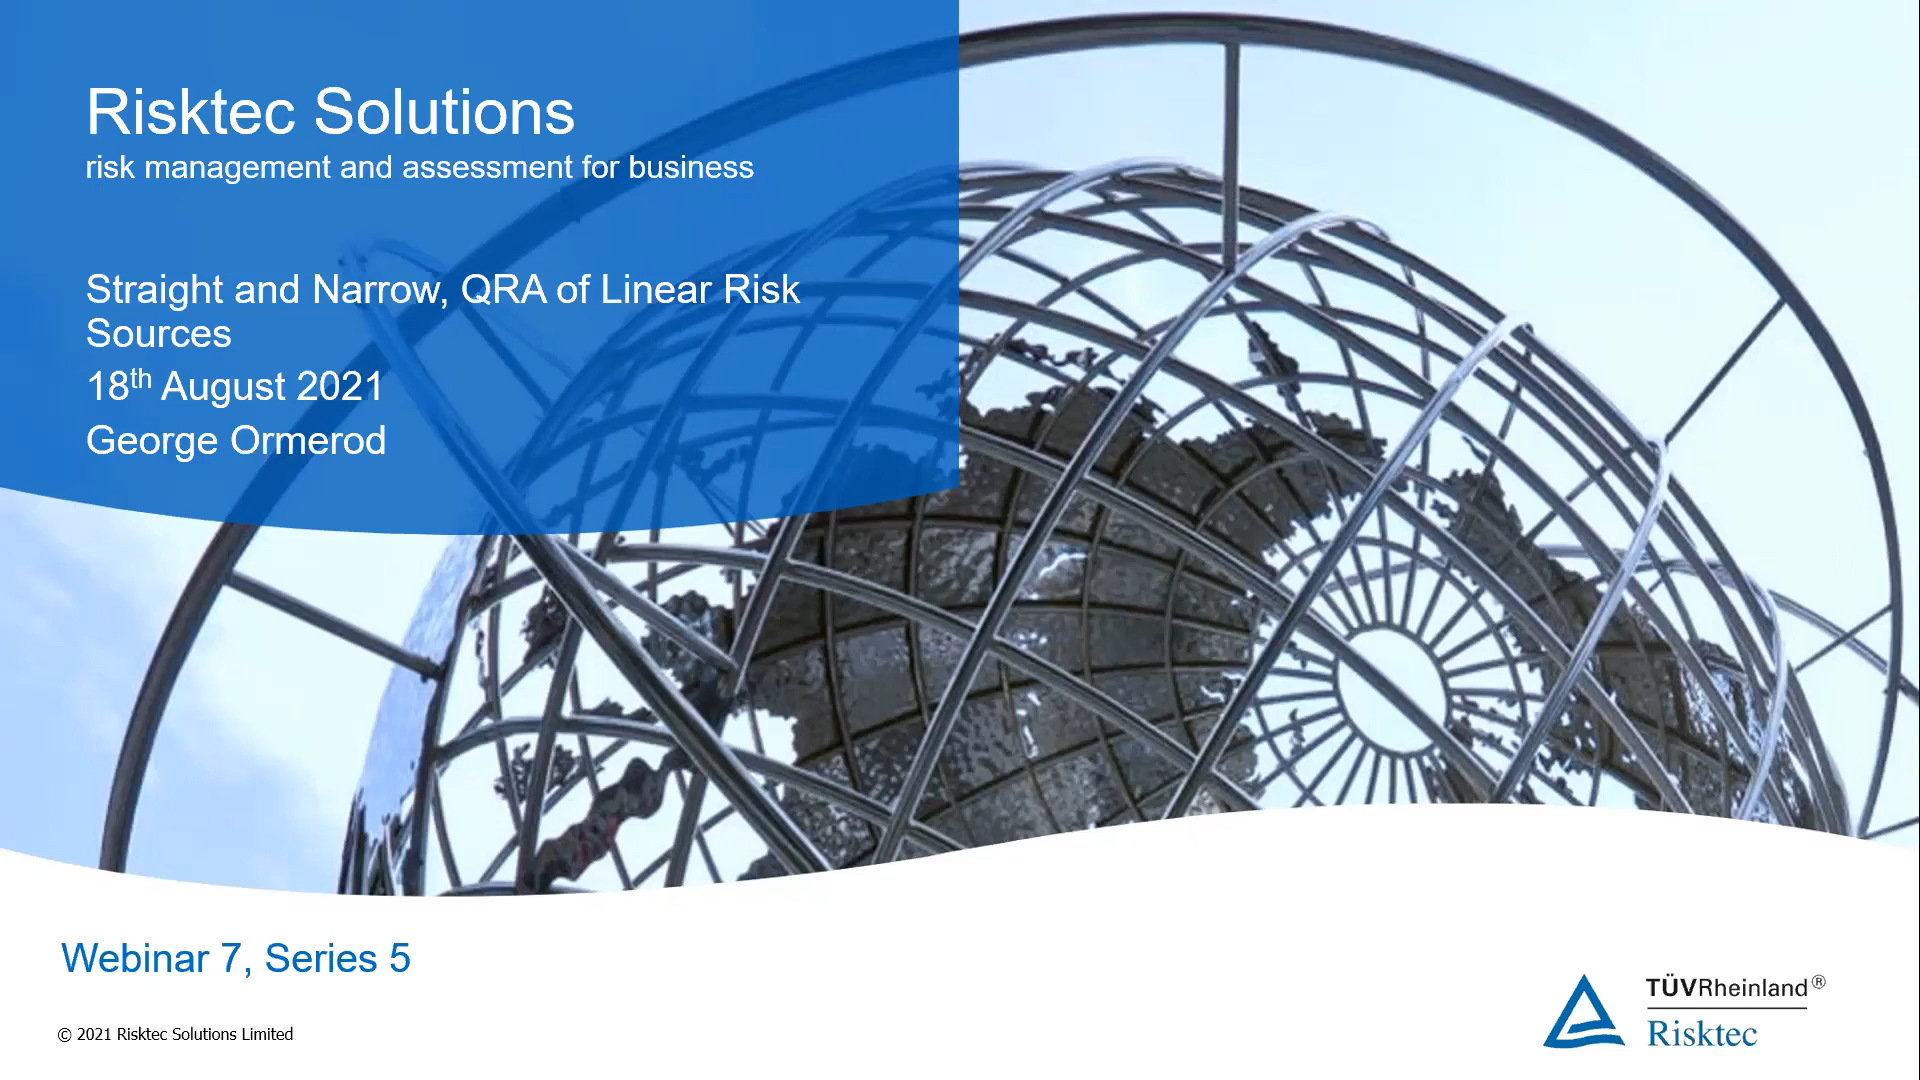 Risktec Solutions
risk management and assessment for business
Straight and Narrow, QRA of Linear Risk
Sources
18th August 2021
George Ormerod
Webinar 7, Series 5
© 2021 Risktec Solutions Limited
TÜVRheinland®
Risktec